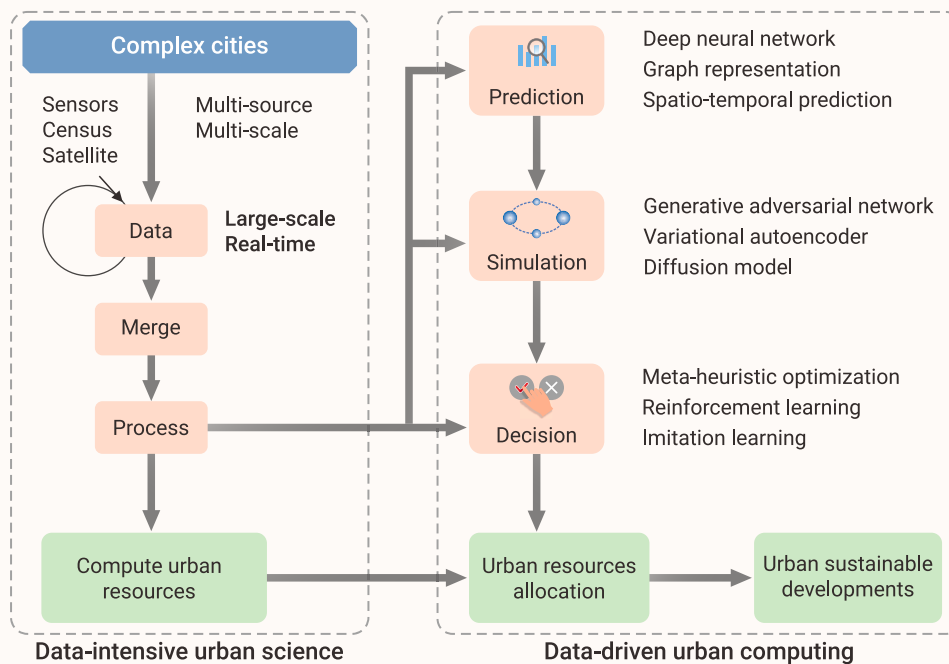 Complex cities
Sensors
Census
Satellite
Multi-source
Multi-scale
Data
Large-scale
Real-time
Merge
Process
Compute urban
resources
Data-intensive urban science
Prediction
Deep neural network
Graph representation
Spatio-temporal prediction
Simulation
Generative adversarial network
Variational autoencoder
Diffusion model
Decision
Meta-heuristic optimization
Reinforcement learning
Imitation learning
Urban resources
allocation
Urban sustainable
developments
Data-driven urban computing